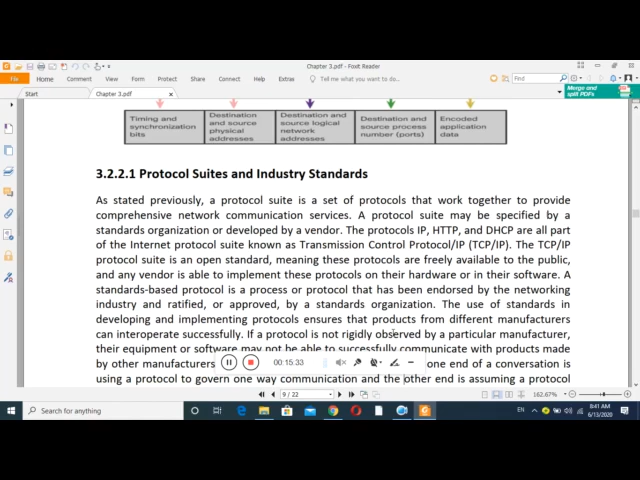 Chapter 3.pdf - Foxit Reader
File Home Comment View Form Protect Share Connect Help Extras Tell me what you want to do... Find
Start Chapter 3.pdf Merge and split PDFs
Timing and synchronization bits
Destination and source physical addresses
Destination and source logical network addresses
Destination and source process number (ports)
Encoded application data
3.2.2.1 Protocol Suites and Industry Standards
As stated previously, a protocol suite is a set of protocols that work together to provide
comprehensive network communication services. A protocol suite may be specified by a
standards organization or developed by a vendor. The protocols IP, HTTP, and DHCP are all part
of the Internet protocol suite known as Transmission Control Protocol/IP (TCP/IP). The TCP/IP
protocol suite is an open standard, meaning these protocols are freely available to the public,
and any vendor is able to implement these protocols on their hardware or in their software. A
standards-based protocol is a process or protocol that has been endorsed by the networking
industry and ratified, or approved, by a standards organization. The use of standards in
developing and implementing protocols ensures that products from different manufacturers
can interoperate successfully. If a protocol is not rigidly observed by a particular manufacturer,
their equipment or software may not be able to successfully communicate with products made
by other manufacturers one end of a conversation is
00:15:33
using a protocol to govern one way communication and the other end is assuming a protocol
9 / 22 162.67%
Search for anything EN 8:41 AM
6/13/2020